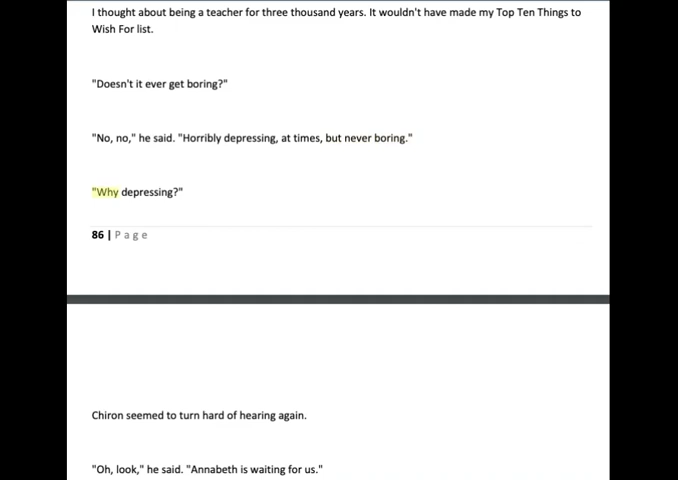 I thought about being a teacher for three thousand years. It wouldn't have made my Top Ten Things to
Wish For list.
"Doesn't it ever get boring?"
"No, no," he said. "Horribly depressing, at times, but never boring."
"Why depressing?"
86 | Page
Chiron seemed to turn hard of hearing again.
"Oh, look," he said. "Annabeth is waiting for us."